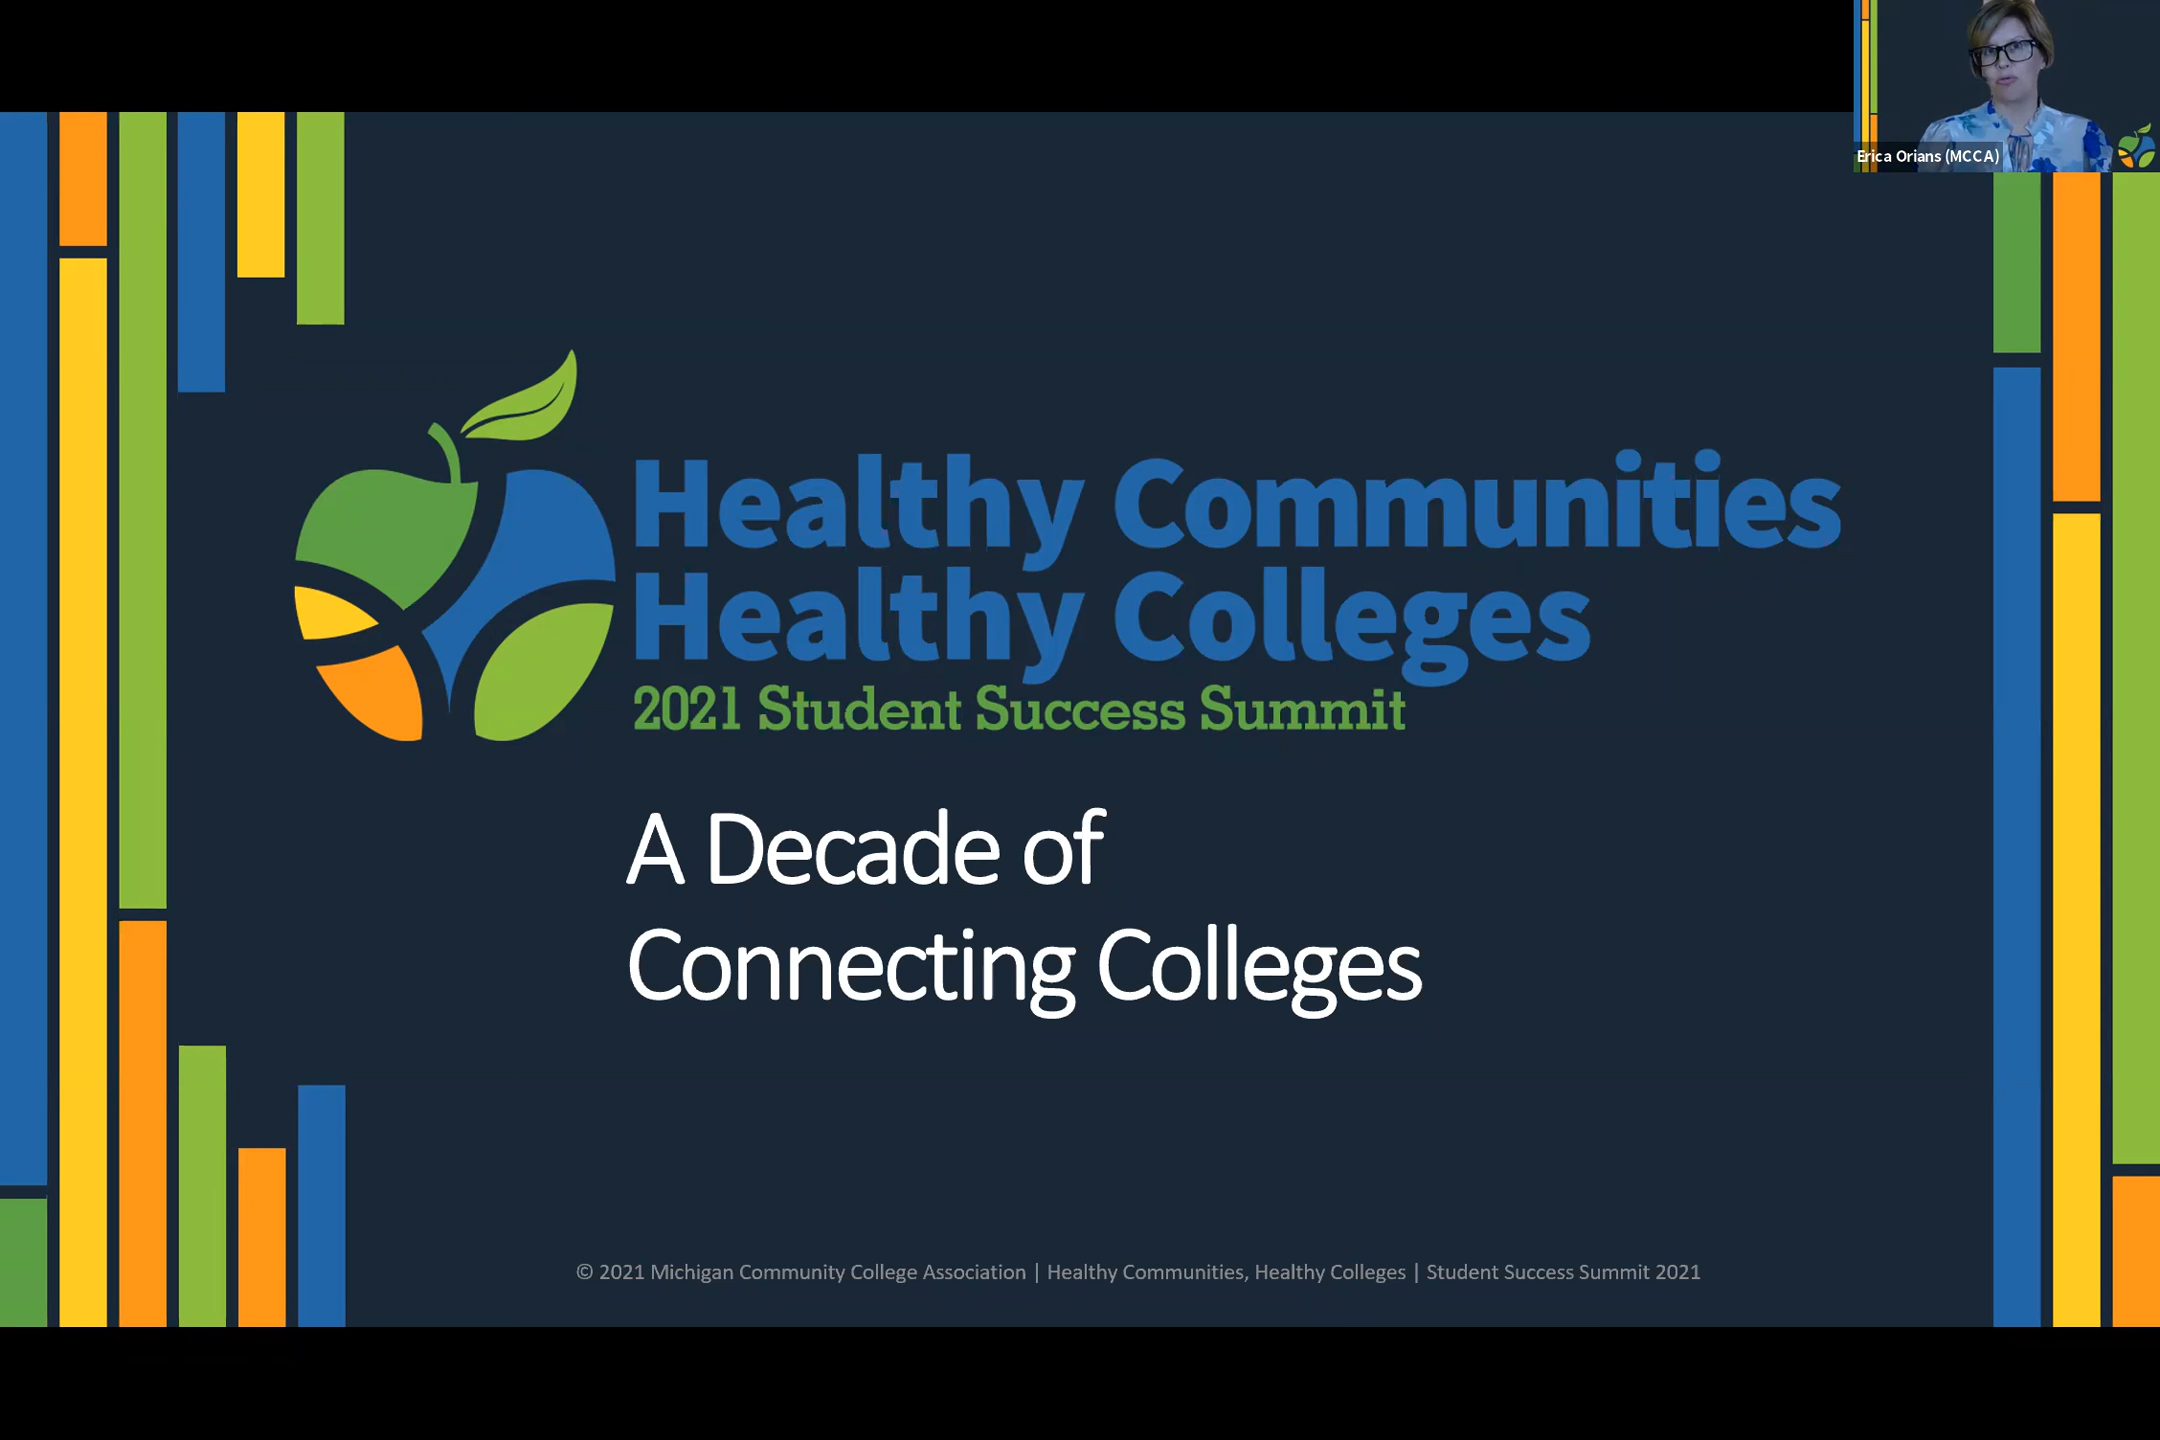 Erica Orians (MCCA)
Healthy Communities
Healthy Colleges
2021 Student Success Summit
A Decade of
Connecting Colleges
© 2021 Michigan Community College Association | Healthy Communities, Healthy Colleges | Student Success Summit 2021